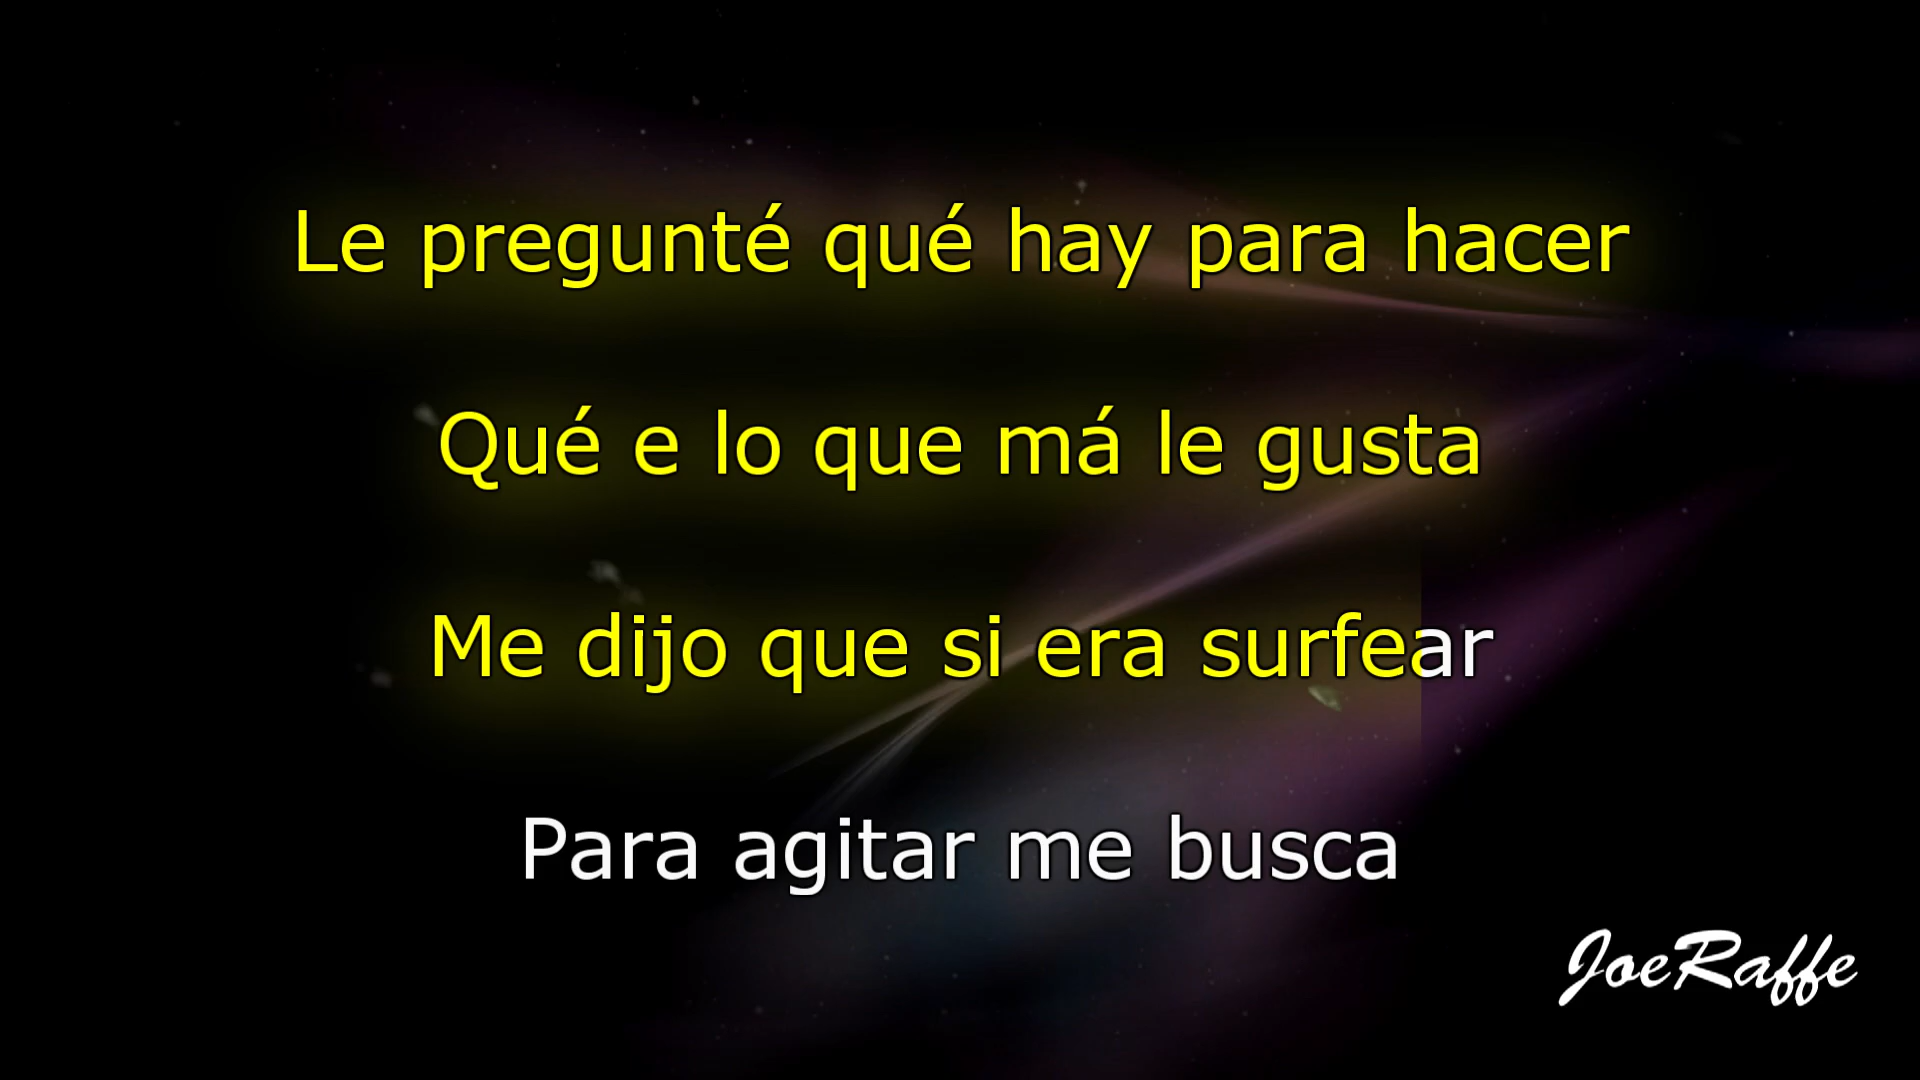 Le pregunté qué hay para hacer
Qué e lo que má le gusta
Me dijo que si era surfear
Para agitar me busca
JoeRaffe